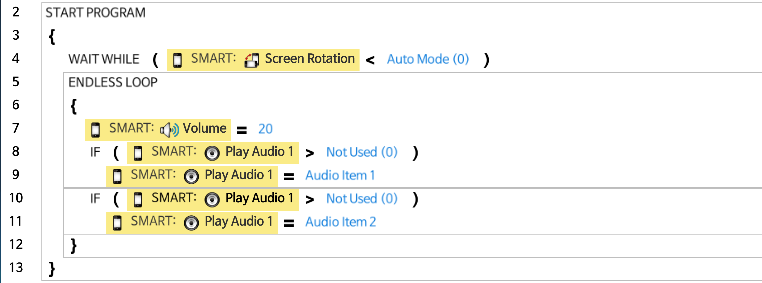 2 START PROGRAM
3 {
4 WAIT WHILE ( SMART: Screen Rotation < Auto Mode (0) )
5 ENDLESS LOOP
6 {
7 SMART: Volume = 20
8 IF ( SMART: Play Audio 1 > Not Used (0) )
9 SMART: Play Audio 1 = Audio Item 1
10 IF ( SMART: Play Audio 1 > Not Used (0) )
11 SMART: Play Audio 1 = Audio Item 2
12 }
13 }